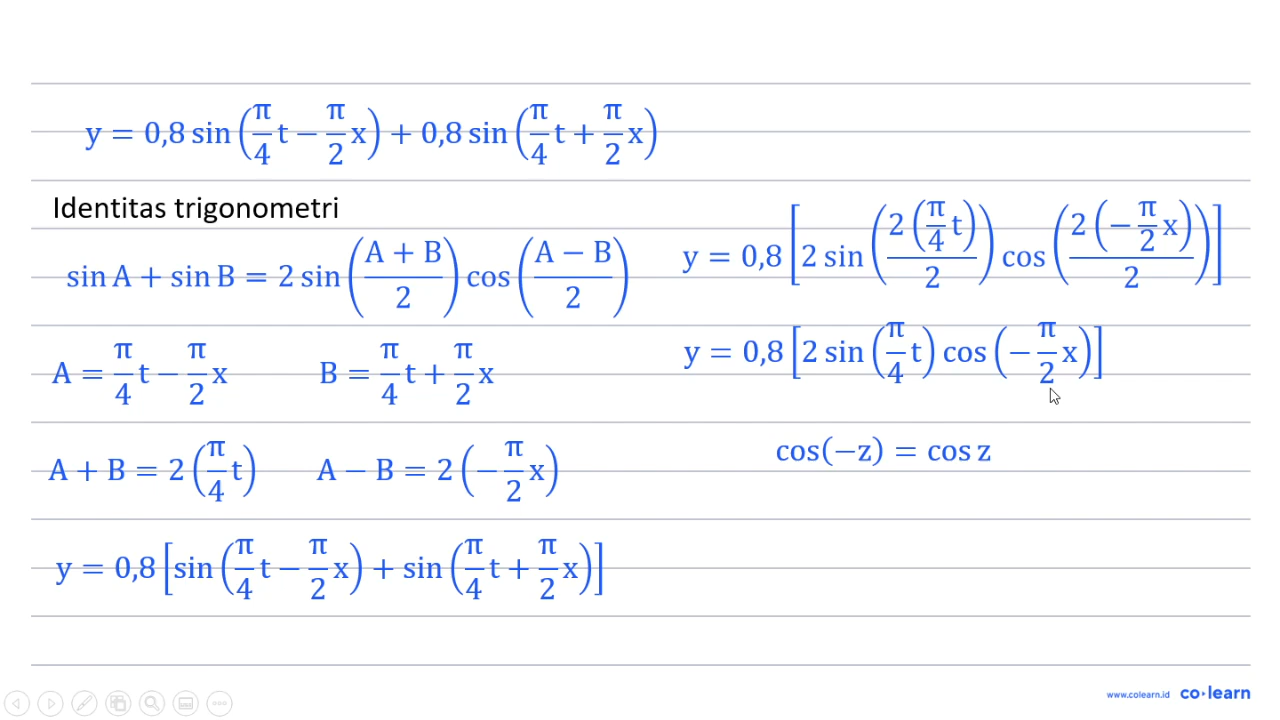 y = 0,8 sin(π/4 t − π/2 x) + 0,8 sin(π/4 t + π/2 x)
Identitas trigonometri
sin A + sin B = 2 sin((A + B)/2) cos((A − B)/2)
A = π/4 t − π/2 x
B = π/4 t + π/2 x
A + B = 2(π/4 t)
A − B = 2(−π/2 x)
y = 0,8 [sin(π/4 t − π/2 x) + sin(π/4 t + π/2 x)]
y = 0,8 [2 sin(2(π/4 t)/2) cos(2(−π/2 x)/2)]
y = 0,8 [2 sin(π/4 t) cos(−π/2 x)]
cos(−z) = cos z
www.colearn.id co·learn